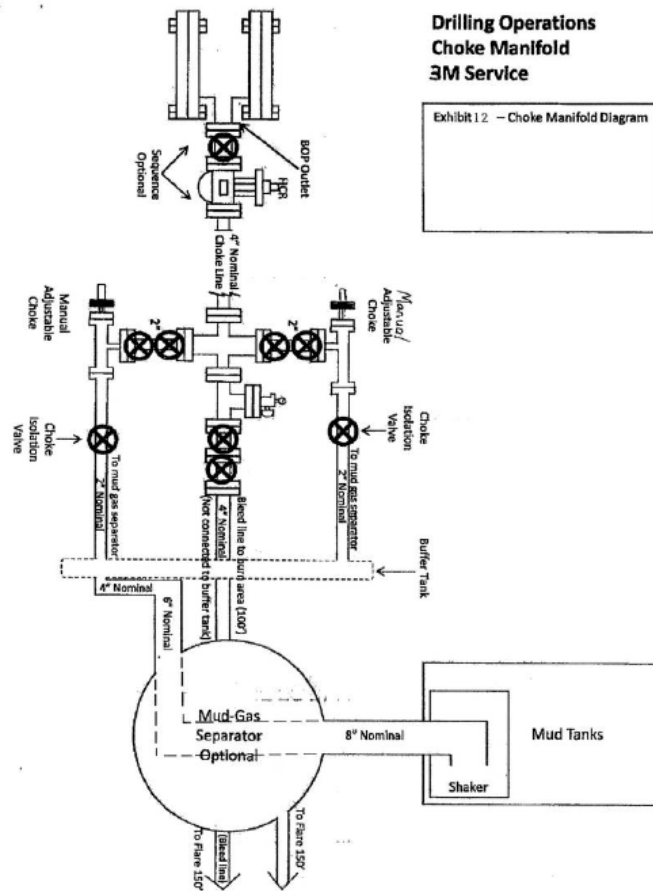 Drilling Operations
Choke Manifold
3M Service
Exhibit 12 – Choke Manifold Diagram
BOP Outlet
HCR
Sequence
Optional
4" Nominal
Choke Line
Manual
Adjustable
Choke
2"
2"
Manual
Adjustable
Choke
Choke
Isolation
Valve
Choke
Isolation
Valve
To mud gas separator
2" Nominal
Bleed line to burn area (100')
4" Nominal
(Not connected to buffer tank)
To mud gas separator
2" Nominal
Buffer
Tank
4" Nominal
6" Nominal
Mud-Gas
Separator
Optional
8" Nominal
Mud Tanks
Shaker
To Flare 150'
(Bleed line)
To Flare 150'